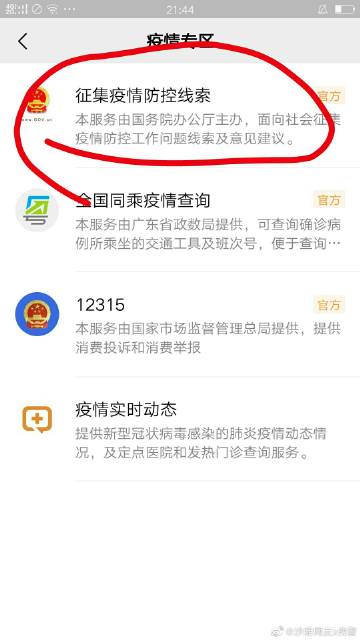 21:44
疫情专区
征集疫情防控线索
官方
本服务由国务院办公厅主办，面向社会征集
疫情防控工作问题线索及意见建议。
全国同乘疫情查询
官方
本服务由广东省政数局提供，可查询确诊病
例所乘坐的交通工具及班次号，便于查询…
12315
官方
本服务由国家市场监督管理总局提供，提供
消费投诉和消费举报
疫情实时动态
提供新型冠状病毒感染的肺炎疫情动态情
况，及定点医院和发热门诊查询服务。